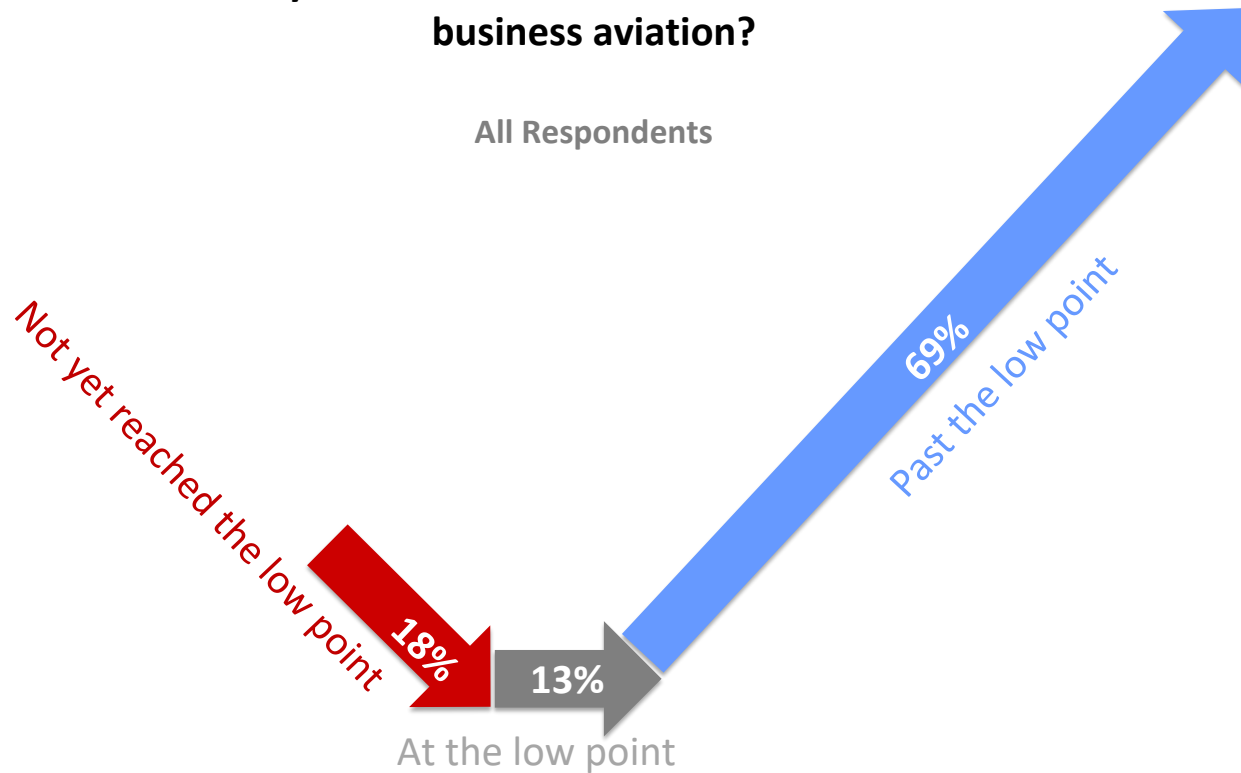 business aviation?
All Respondents
69%
Past the low point
Not yet reached the low point
18%
13%
At the low point